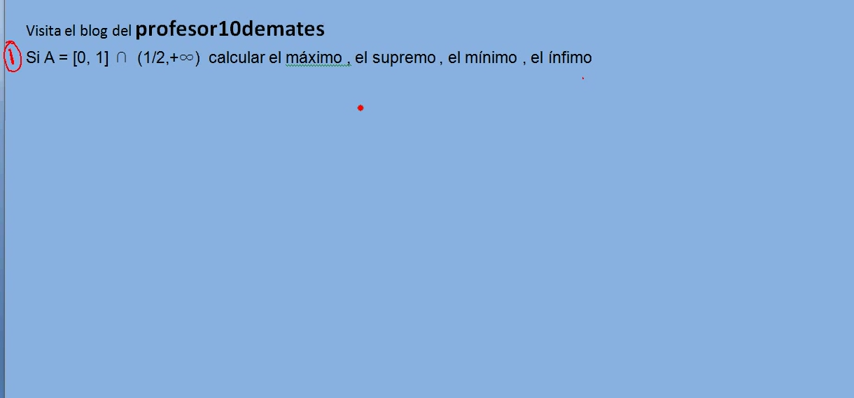 Visita el blog del profesor10demates
1 Si A = [0, 1] ∩ (1/2,+∞) calcular el máximo , el supremo , el mínimo , el ínfimo